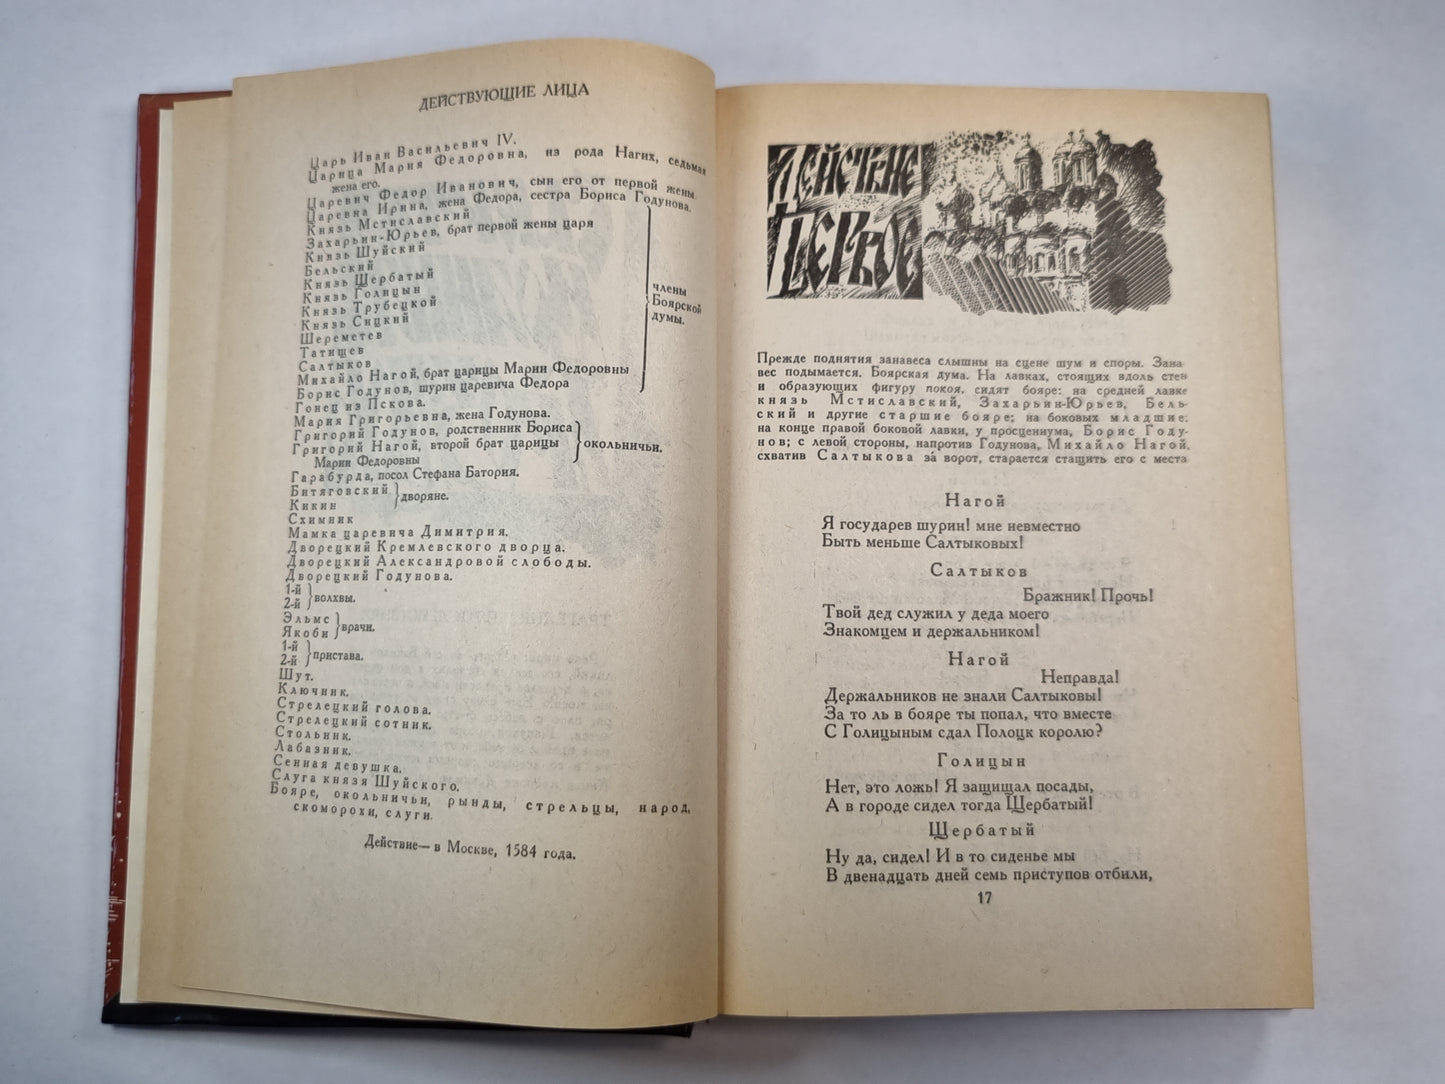 ДЕЙСТВУЮЩИЕ ЛИЦА
Царь Иван Васильевич IV.
Царица Мария Федоровна, из рода Нагих, седьмая
жена его.
Царевич Федор Иванович, сын его от первой жены.
Царевна Ирина, жена Федора, сестра Бориса Годунова.
Князь Мстиславский
Захарьин-Юрьев, брат первой жены царя
Князь Шуйский
Бельский
Князь Щербатый
Князь Голицын
Князь Трубецкой
Князь Сицкий
Шереметев
Татищев
Салтыков
Михайло Нагой, брат царицы Марии Федоровны
Борис Годунов, шурин царевича Федора
члены
Боярской
думы.
Гонец из Пскова.
Мария Григорьевна, жена Годунова.
Григорий Годунов, родственник Бориса
Григорий Нагой, второй брат царицы
Марии Федоровны
окольничьи.
Гарабурда, посол Стефана Батория.
Битяговский
Кикин
дворяне.
Схимник
Мамка царевича Димитрия.
Дворецкий Кремлевского дворца.
Дворецкий Александровой слободы.
Дворецкий Годунова.
1-й
2-й
волхвы.
Эльмс
Якоби
врачи.
1-й
2-й
пристава.
Шут.
Ключник.
Стрелецкий голова.
Стрелецкий сотник.
Стольник.
Лабазник.
Сенная девушка.
Слуга князя Шуйского.
Бояре, окольничьи, рынды, стрельцы, народ,
скоморохи, слуги.
Действие — в Москве, 1584 года.
ДЕЙСТВИЕ
ПЕРВОЕ
Прежде поднятия занавеса слышны на сцене шум и споры. Зана-
вес подымается. Боярская дума. На лавках, стоящих вдоль стен
и образующих фигуру покоя, сидят бояре: на средней лавке
князь Мстиславский, Захарьин-Юрьев, Бель-
ский и другие старшие бояре; на боковых младшие;
на конце правой боковой лавки, у просцениума, Борис Году-
нов; с левой стороны, напротив Годунова, Михайло Нагой,
схватив Салтыкова за ворот, старается стащить его с места
Нагой
Я государев шурин! мне невместно
Быть меньше Салтыковых!
Салтыков
Бражник! Прочь!
Твой дед служил у деда моего
Знакомцем и держальником!
Нагой
Неправда!
Держальников не знали Салтыковы!
За то ль в бояре ты попал, что вместе
С Голицыным сдал Полоцк королю?
Голицын
Нет, это ложь! Я защищал посады,
А в городе сидел тогда Щербатый!
Щербатый
Ну да, сидел! И в то сиденье мы
В двенадцать дней семь приступов отбили,
17